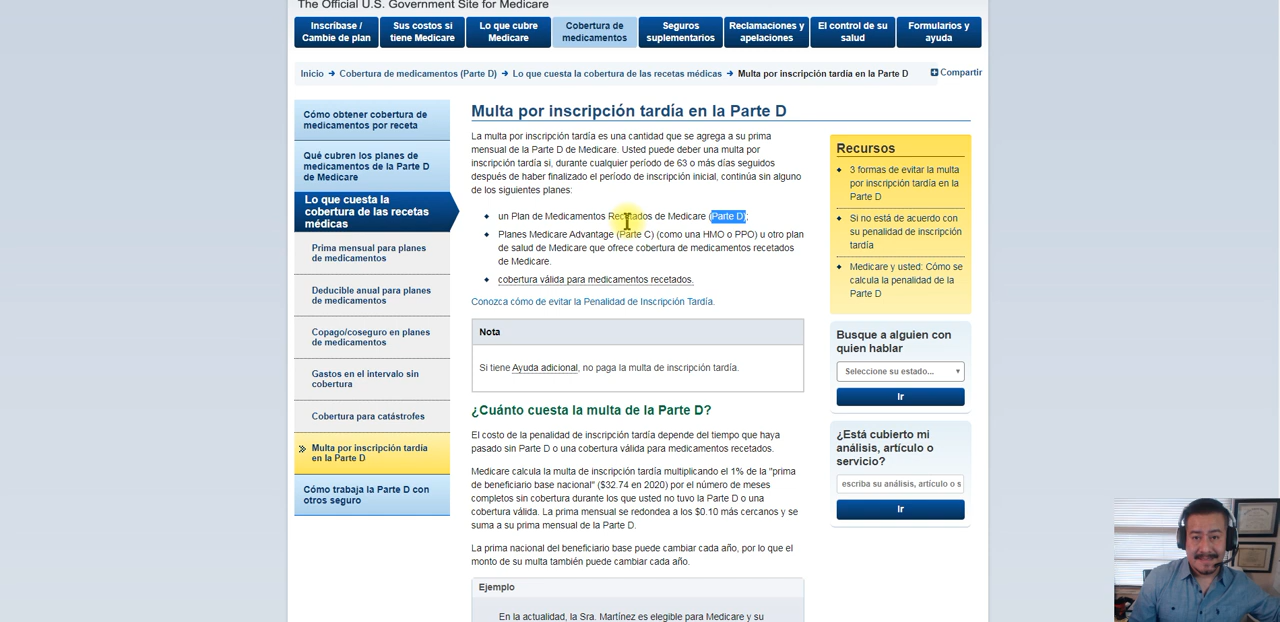 The Official U.S. Government Site for Medicare
Inscríbase /
Cambie de plan
Sus costos si
tiene Medicare
Lo que cubre
Medicare
Cobertura de
medicamentos
Seguros
suplementarios
Reclamaciones y
apelaciones
El control de su
salud
Formularios y
ayuda
Inicio → Cobertura de medicamentos (Parte D) → Lo que cuesta la cobertura de las recetas médicas → Multa por inscripción tardía en la Parte D
Compartir
Cómo obtener cobertura de
medicamentos por receta
Qué cubren los planes de
medicamentos de la Parte D
de Medicare
Lo que cuesta la
cobertura de las recetas
médicas
Prima mensual para planes
de medicamentos
Deducible anual para planes
de medicamentos
Copago/coseguro en planes
de medicamentos
Gastos en el intervalo sin
cobertura
Cobertura para catástrofes
Multa por inscripción tardía
en la Parte D
Cómo trabaja la Parte D con
otros seguro
Multa por inscripción tardía en la Parte D
La multa por inscripción tardía es una cantidad que se agrega a su prima
mensual de la Parte D de Medicare. Usted puede deber una multa por
inscripción tardía si, durante cualquier período de 63 o más días seguidos
después de haber finalizado el período de inscripción inicial, continúa sin alguno
de los siguientes planes:
un Plan de Medicamentos Recetados de Medicare (Parte D);
Planes Medicare Advantage (Parte C) (como una HMO o PPO) u otro plan
de salud de Medicare que ofrece cobertura de medicamentos recetados
de Medicare.
cobertura válida para medicamentos recetados.
Conozca cómo de evitar la Penalidad de Inscripción Tardía.
Nota
Si tiene Ayuda adicional, no paga la multa de inscripción tardía.
¿Cuánto cuesta la multa de la Parte D?
El costo de la penalidad de inscripción tardía depende del tiempo que haya
pasado sin Parte D o una cobertura válida para medicamentos recetados.
Medicare calcula la multa de inscripción tardía multiplicando el 1% de la "prima
de beneficiario base nacional" ($32.74 en 2020) por el número de meses
completos sin cobertura durante los que usted no tuvo la Parte D o una
cobertura válida. La prima mensual se redondea a los $0.10 más cercanos y se
suma a su prima mensual de la Parte D.
La prima nacional del beneficiario base puede cambiar cada año, por lo que el
monto de su multa también puede cambiar cada año.
Ejemplo
En la actualidad, la Sra. Martínez es elegible para Medicare y su
Recursos
3 formas de evitar la multa
por inscripción tardía en la
Parte D
Si no está de acuerdo con
su penalidad de inscripción
tardía
Medicare y usted: Cómo se
calcula la penalidad de la
Parte D
Busque a alguien con
quien hablar
Seleccione su estado...
Ir
¿Está cubierto mi
análisis, artículo o
servicio?
escriba su análisis, artículo o s
Ir